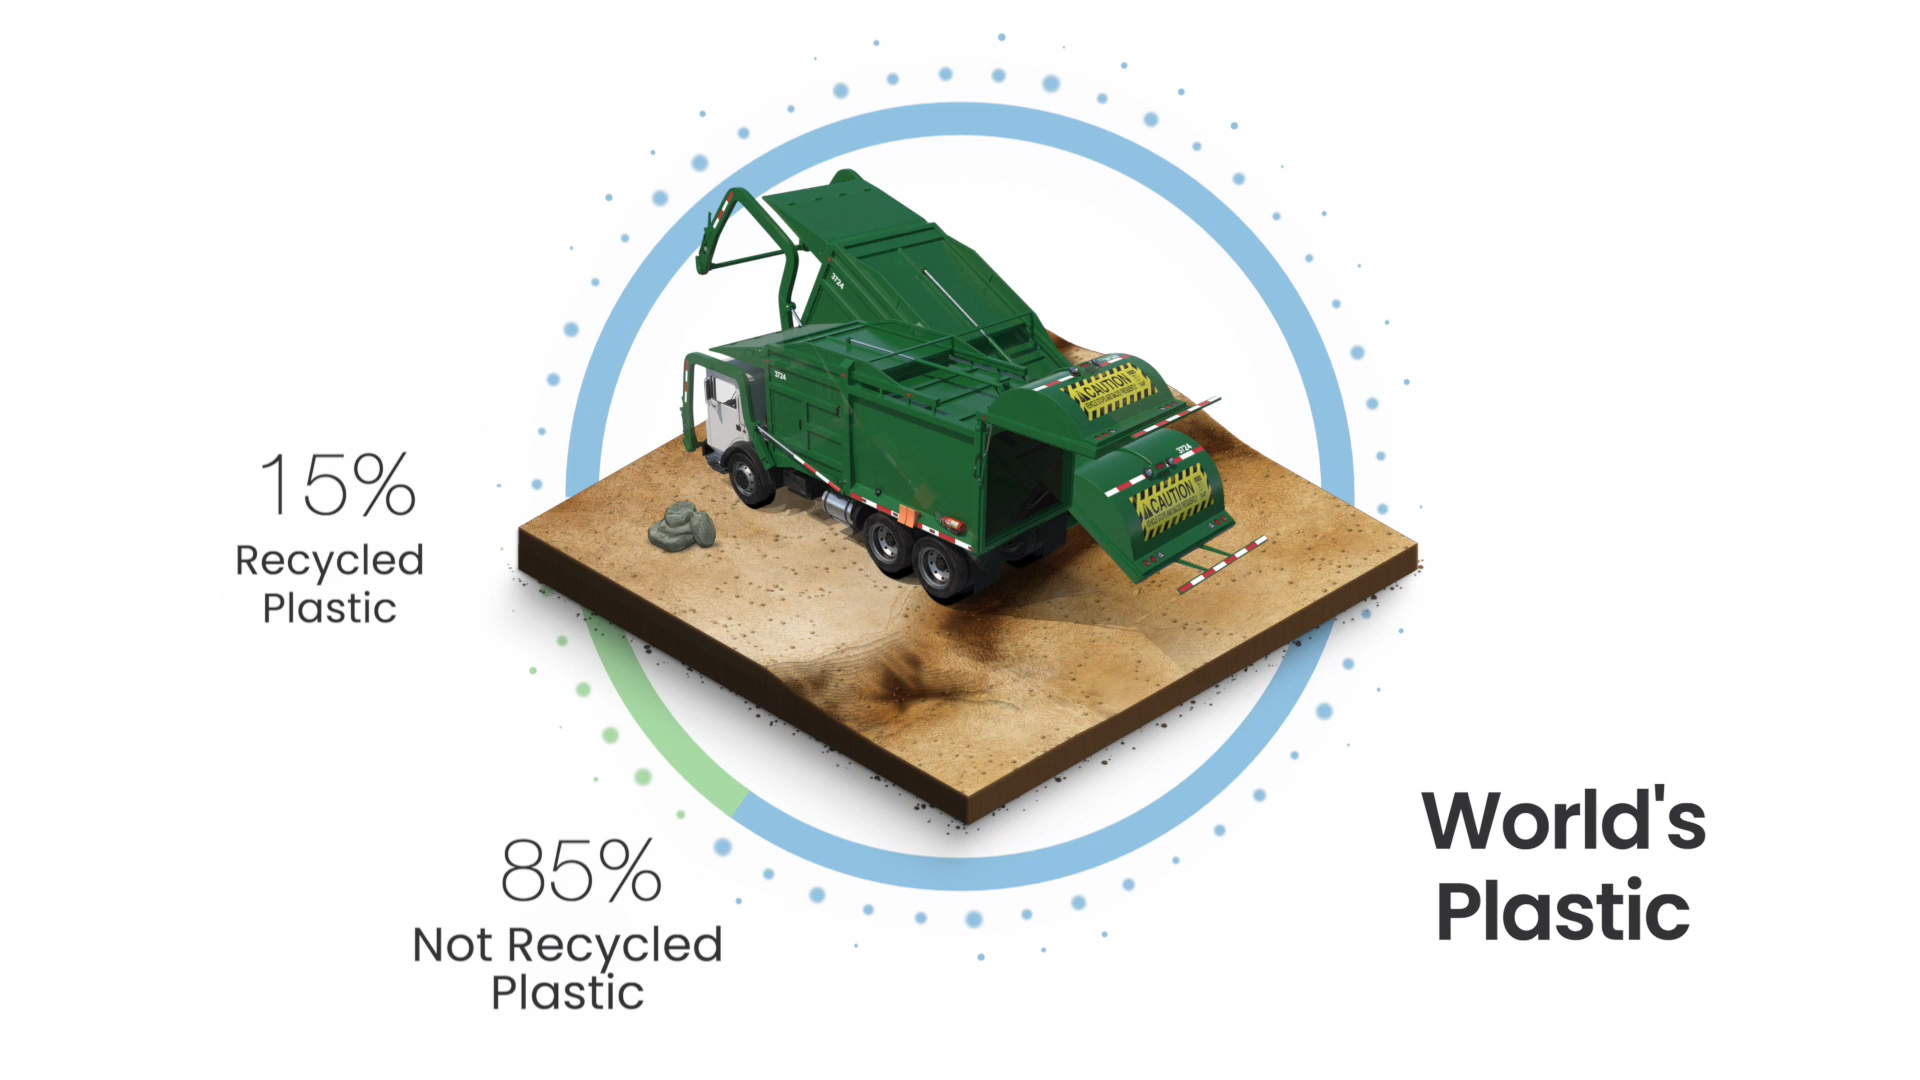 3724
3724
CAUTION
3724
CAUTION
15%
Recycled
Plastic
85%
Not Recycled
Plastic
World's
Plastic